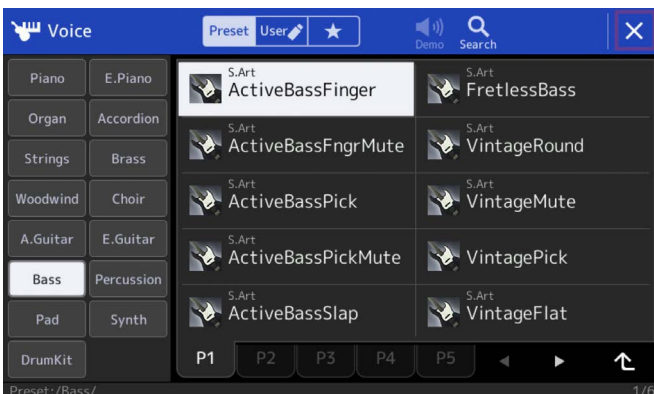 Voice
Preset User
Demo Search
Piano E.Piano
Organ Accordion
Strings Brass
Woodwind Choir
A.Guitar E.Guitar
Bass Percussion
Pad Synth
DrumKit
S.Art S.Art
ActiveBassFinger FretlessBass
S.Art S.Art
ActiveBassFngrMute VintageRound
S.Art S.Art
ActiveBassPick VintageMute
S.Art
ActiveBassPickMute VintagePick
S.Art S.Art
ActiveBassSlap VintageFlat
P1 P2 P3 P4 P5
Preset:/Bass/ 1/6